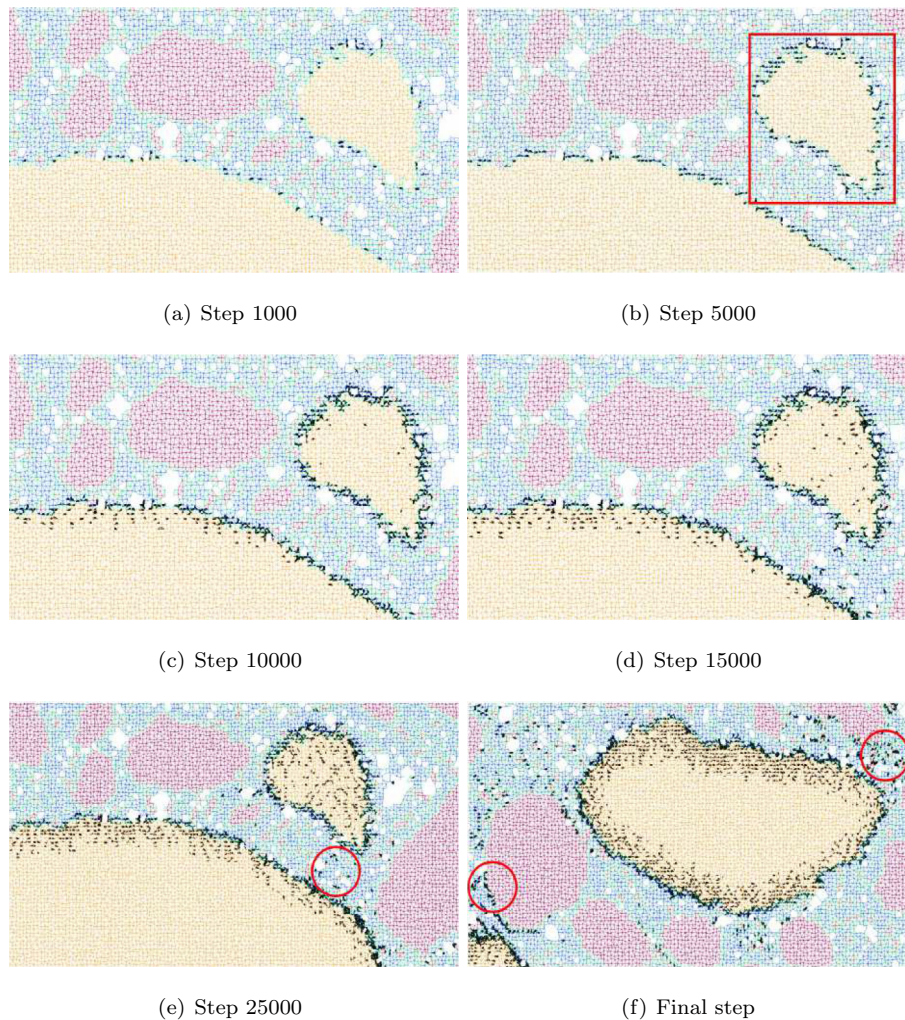 (a) Step 1000
(b) Step 5000
(c) Step 10000
(d) Step 15000
(e) Step 25000
(f) Final step